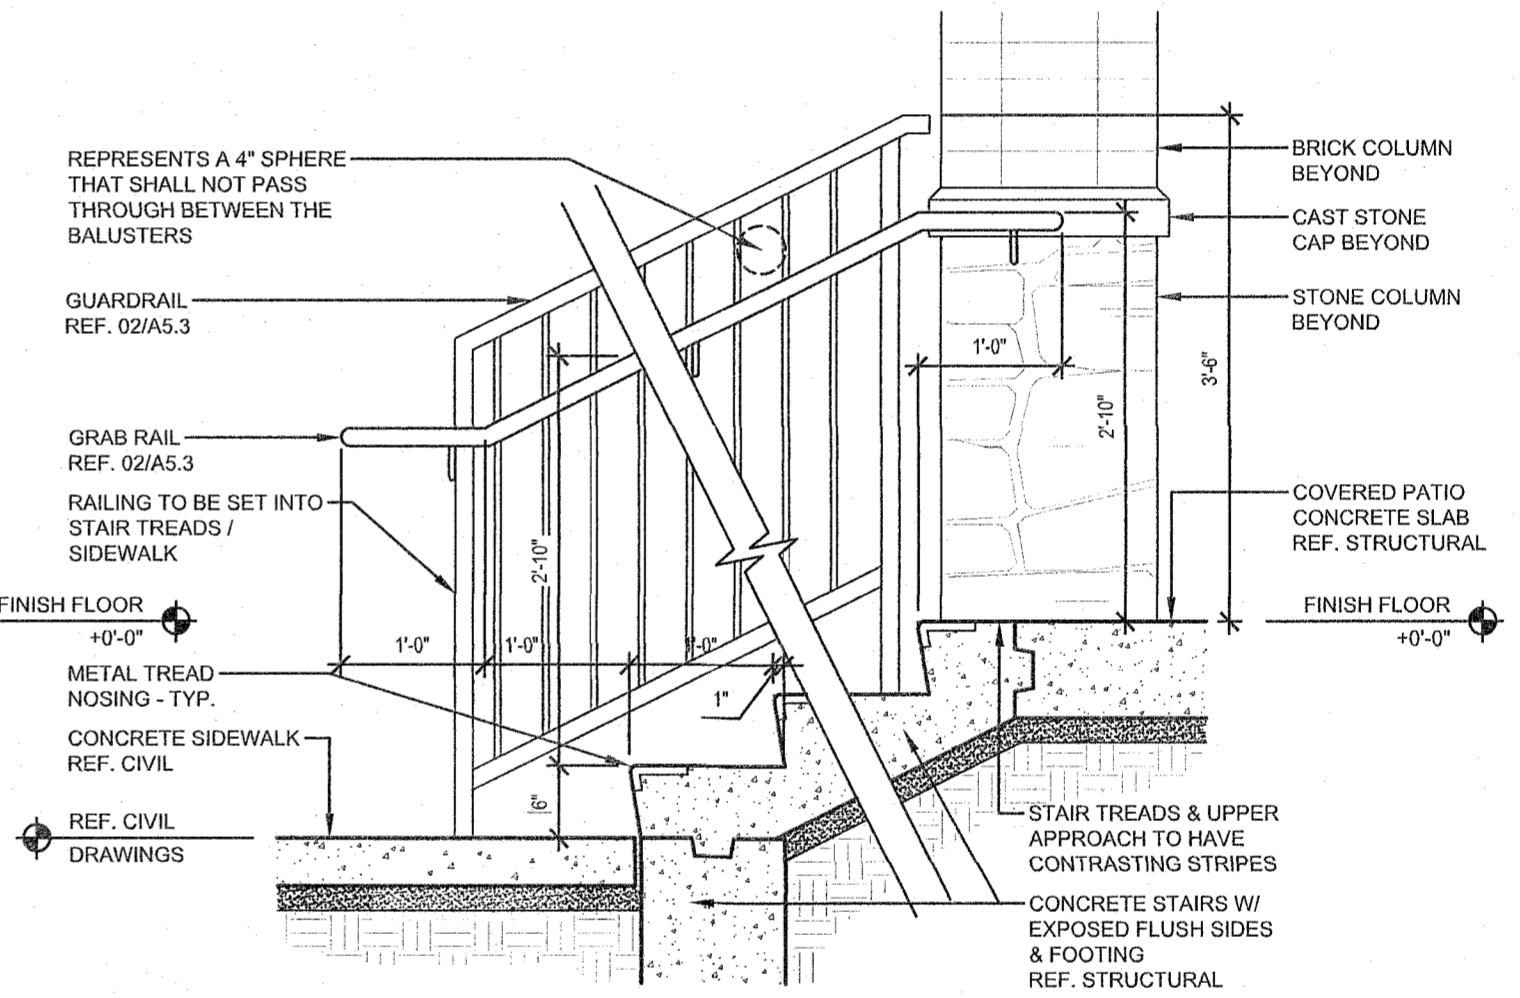 REPRESENTS A 4" SPHERE
THAT SHALL NOT PASS
THROUGH BETWEEN THE
BALUSTERS
GUARDRAIL
REF. 02/A5.3
GRAB RAIL
REF. 02/A5.3
RAILING TO BE SET INTO
STAIR TREADS /
SIDEWALK
FINISH FLOOR
+0'-0"
METAL TREAD
NOSING - TYP.
CONCRETE SIDEWALK
REF. CIVIL
REF. CIVIL
DRAWINGS
2'-10"
1'-0"
1'-0"
1'-0"
1"
6"
1'-0"
2'-10"
3'-6"
BRICK COLUMN
BEYOND
CAST STONE
CAP BEYOND
STONE COLUMN
BEYOND
COVERED PATIO
CONCRETE SLAB
REF. STRUCTURAL
FINISH FLOOR
+0'-0"
STAIR TREADS & UPPER
APPROACH TO HAVE
CONTRASTING STRIPES
CONCRETE STAIRS W/
EXPOSED FLUSH SIDES
& FOOTING
REF. STRUCTURAL